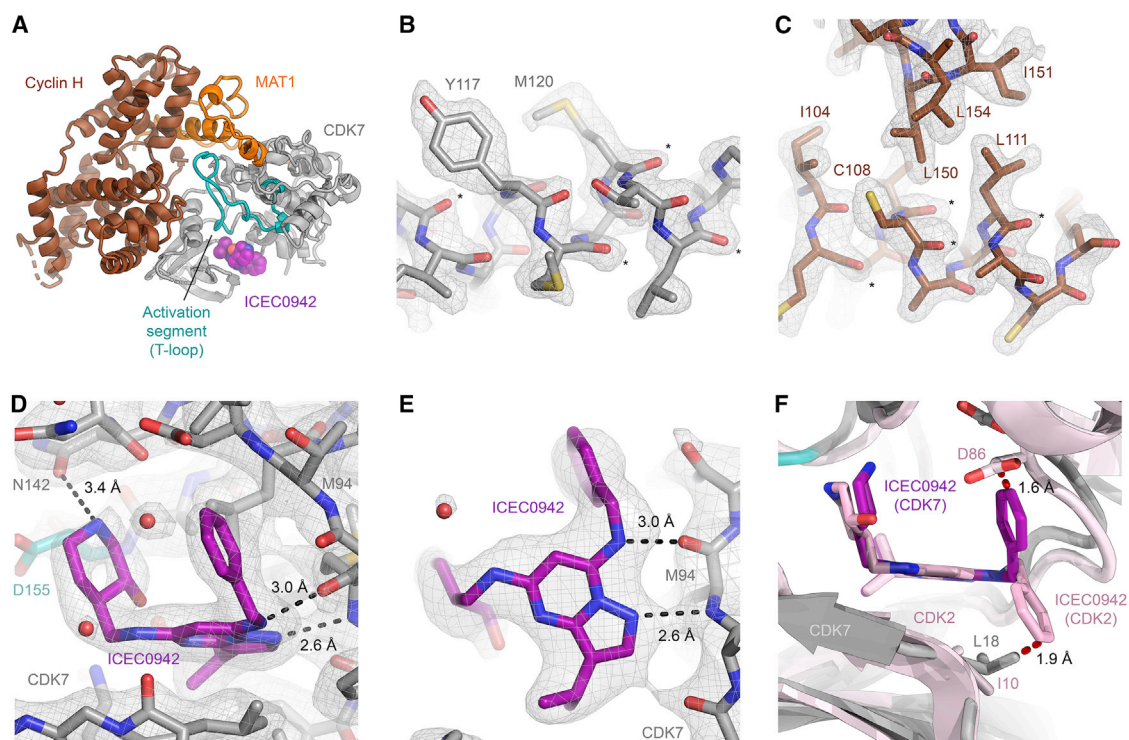 A
Cyclin H
MAT1
CDK7
Activation
segment
(T-loop)
ICEC0942
B
Y117
M120
*
*
*
*
C
I151
I104
L154
L111
C108
L150
*
*
*
*
D
N142
3.4 Å
M94
D155
3.0 Å
ICEC0942
2.6 Å
CDK7
E
ICEC0942
3.0 Å
M94
2.6 Å
CDK7
F
D86
ICEC0942
(CDK7)
1.6 Å
ICEC0942
(CDK2)
CDK7
CDK2
L18
1.9 Å
I10